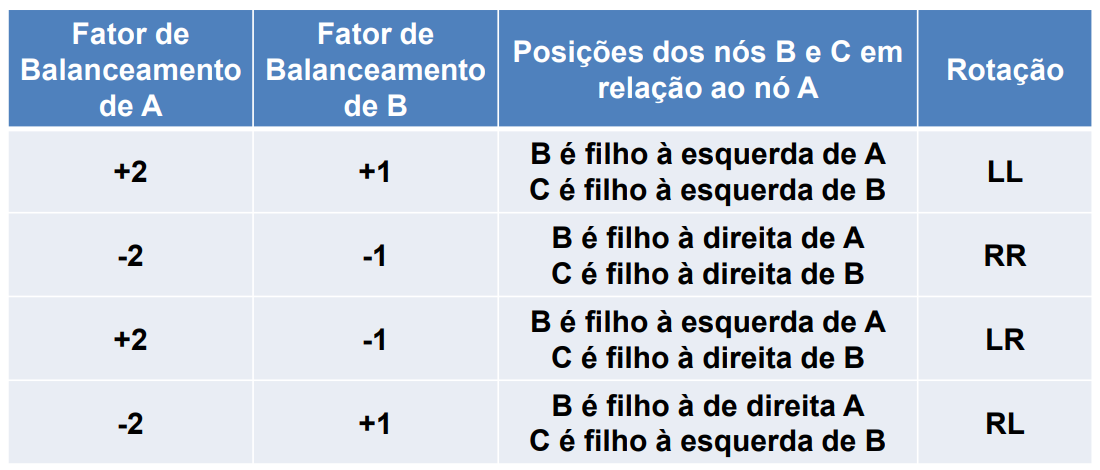 Fator de
Balanceamento
de A
Fator de
Balanceamento
de B
Posições dos nós B e C em
relação ao nó A
Rotação
+2
+1
B é filho à esquerda de A
C é filho à esquerda de B
LL
-2
-1
B é filho à direita de A
C é filho à direita de B
RR
+2
-1
B é filho à esquerda de A
C é filho à direita de B
LR
-2
+1
B é filho à de direita A
C é filho à esquerda de B
RL